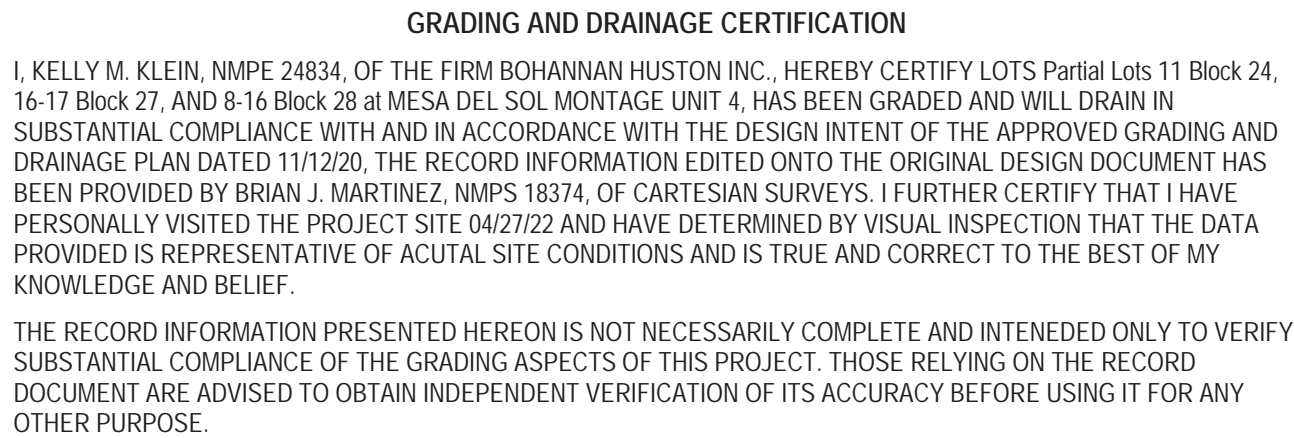 GRADING AND DRAINAGE CERTIFICATION
I, KELLY M. KLEIN, NMPE 24834, OF THE FIRM BOHANNAN HUSTON INC., HEREBY CERTIFY LOTS Partial Lots 11 Block 24,
16-17 Block 27, AND 8-16 Block 28 at MESA DEL SOL MONTAGE UNIT 4, HAS BEEN GRADED AND WILL DRAIN IN
SUBSTANTIAL COMPLIANCE WITH AND IN ACCORDANCE WITH THE DESIGN INTENT OF THE APPROVED GRADING AND
DRAINAGE PLAN DATED 11/12/20, THE RECORD INFORMATION EDITED ONTO THE ORIGINAL DESIGN DOCUMENT HAS
BEEN PROVIDED BY BRIAN J. MARTINEZ, NMPS 18374, OF CARTESIAN SURVEYS. I FURTHER CERTIFY THAT I HAVE
PERSONALLY VISITED THE PROJECT SITE 04/27/22 AND HAVE DETERMINED BY VISUAL INSPECTION THAT THE DATA
PROVIDED IS REPRESENTATIVE OF ACUTAL SITE CONDITIONS AND IS TRUE AND CORRECT TO THE BEST OF MY
KNOWLEDGE AND BELIEF.
THE RECORD INFORMATION PRESENTED HEREON IS NOT NECESSARILY COMPLETE AND INTENEDED ONLY TO VERIFY
SUBSTANTIAL COMPLIANCE OF THE GRADING ASPECTS OF THIS PROJECT. THOSE RELYING ON THE RECORD
DOCUMENT ARE ADVISED TO OBTAIN INDEPENDENT VERIFICATION OF ITS ACCURACY BEFORE USING IT FOR ANY
OTHER PURPOSE.